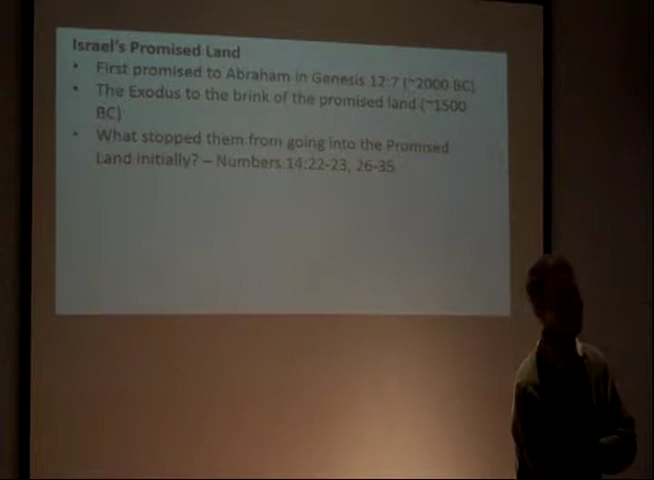 Israel's Promised Land
• First promised to Abraham in Genesis 12:7 (~2000 BC)
• The Exodus to the brink of the promised land (~1500
BC)
• What stopped them from going into the Promised
Land initially? – Numbers 14:22-23, 26-35